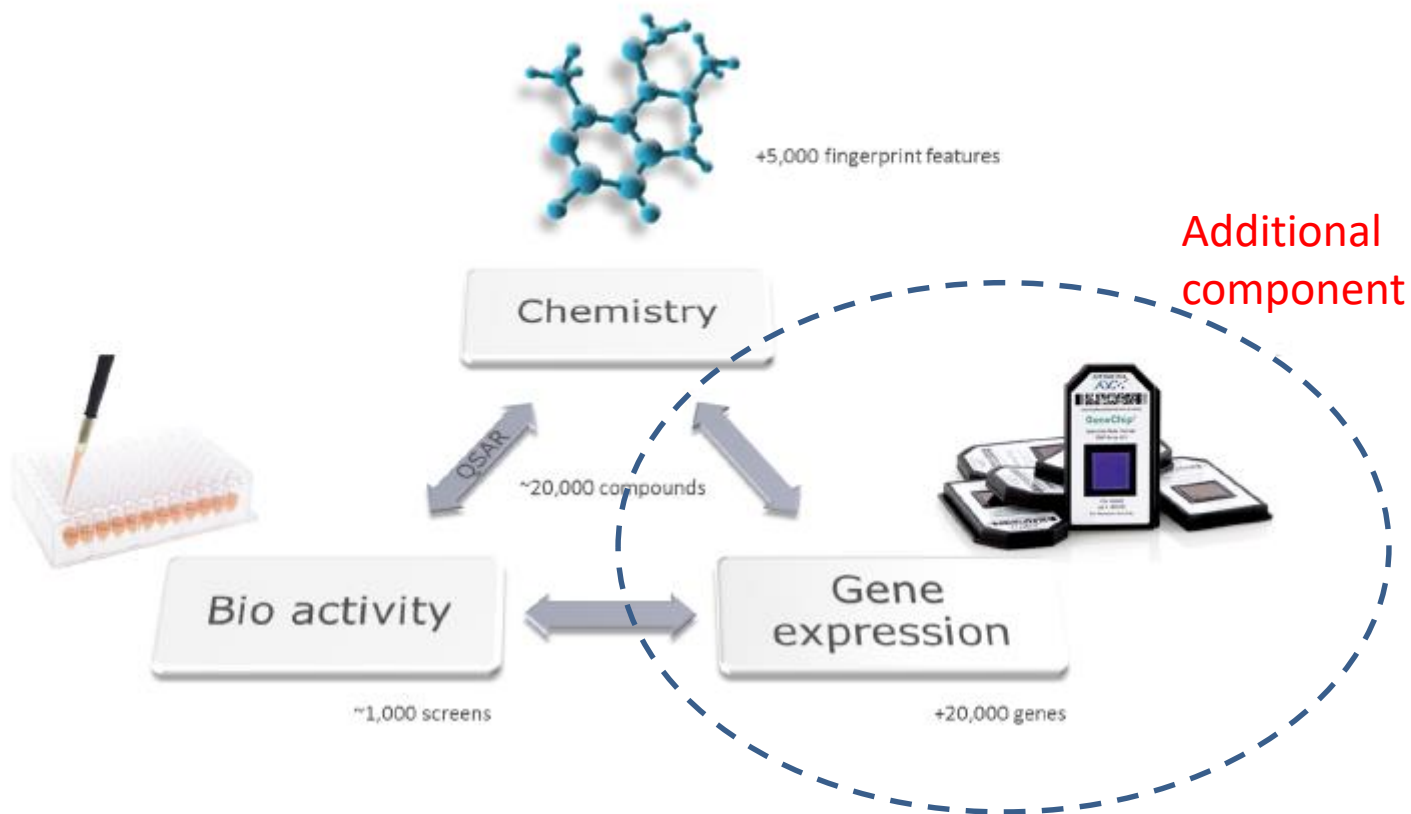 +5,000 fingerprint features
Additional
component
Chemistry
QSAR
~20,000 compounds
GeneChip
Bio activity
Gene
expression
~1,000 screens
+20,000 genes